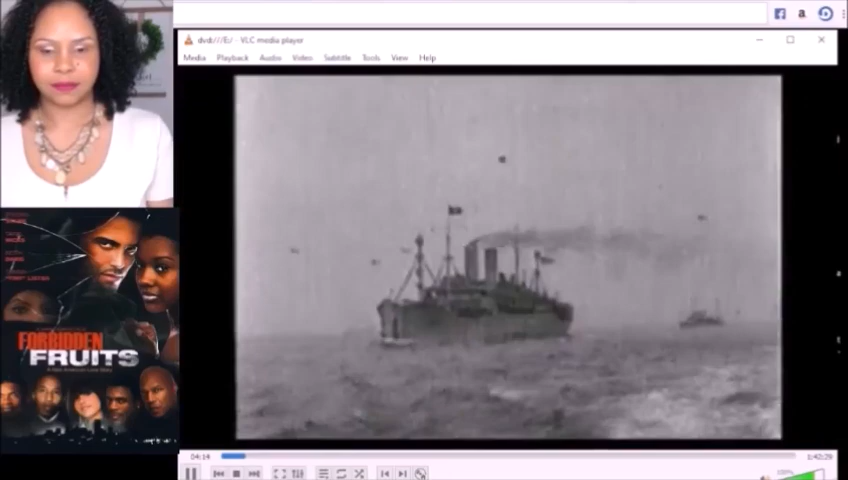 dvd:///E:/ - VLC media player
Media Playback Audio Video Subtitle Tools View Help
FORBIDDEN
FRUITS
04:14
1:42:29
100%